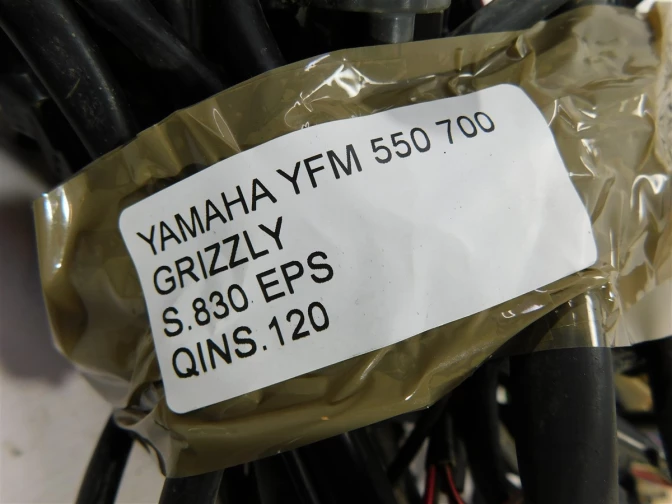 YAMAHA YFM 550 700
GRIZZLY
S.830 EPS
QINS.120